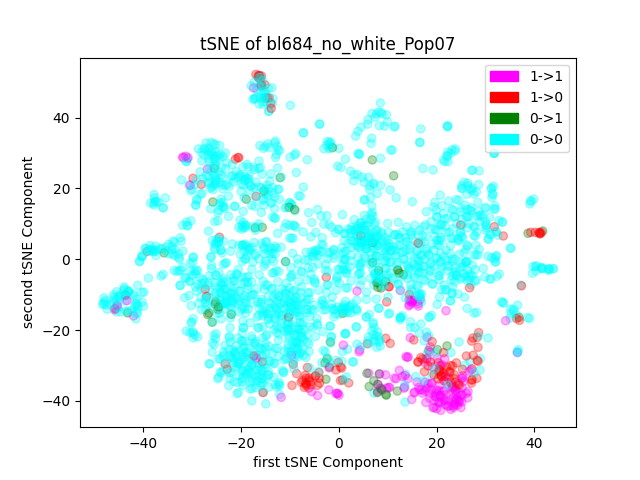 tSNE of bl684_no_white_Pop07
1->1
1->0
0->1
0->0
second tSNE Component
40
20
0
−20
−40
−40 −20 0 20 40
first tSNE Component